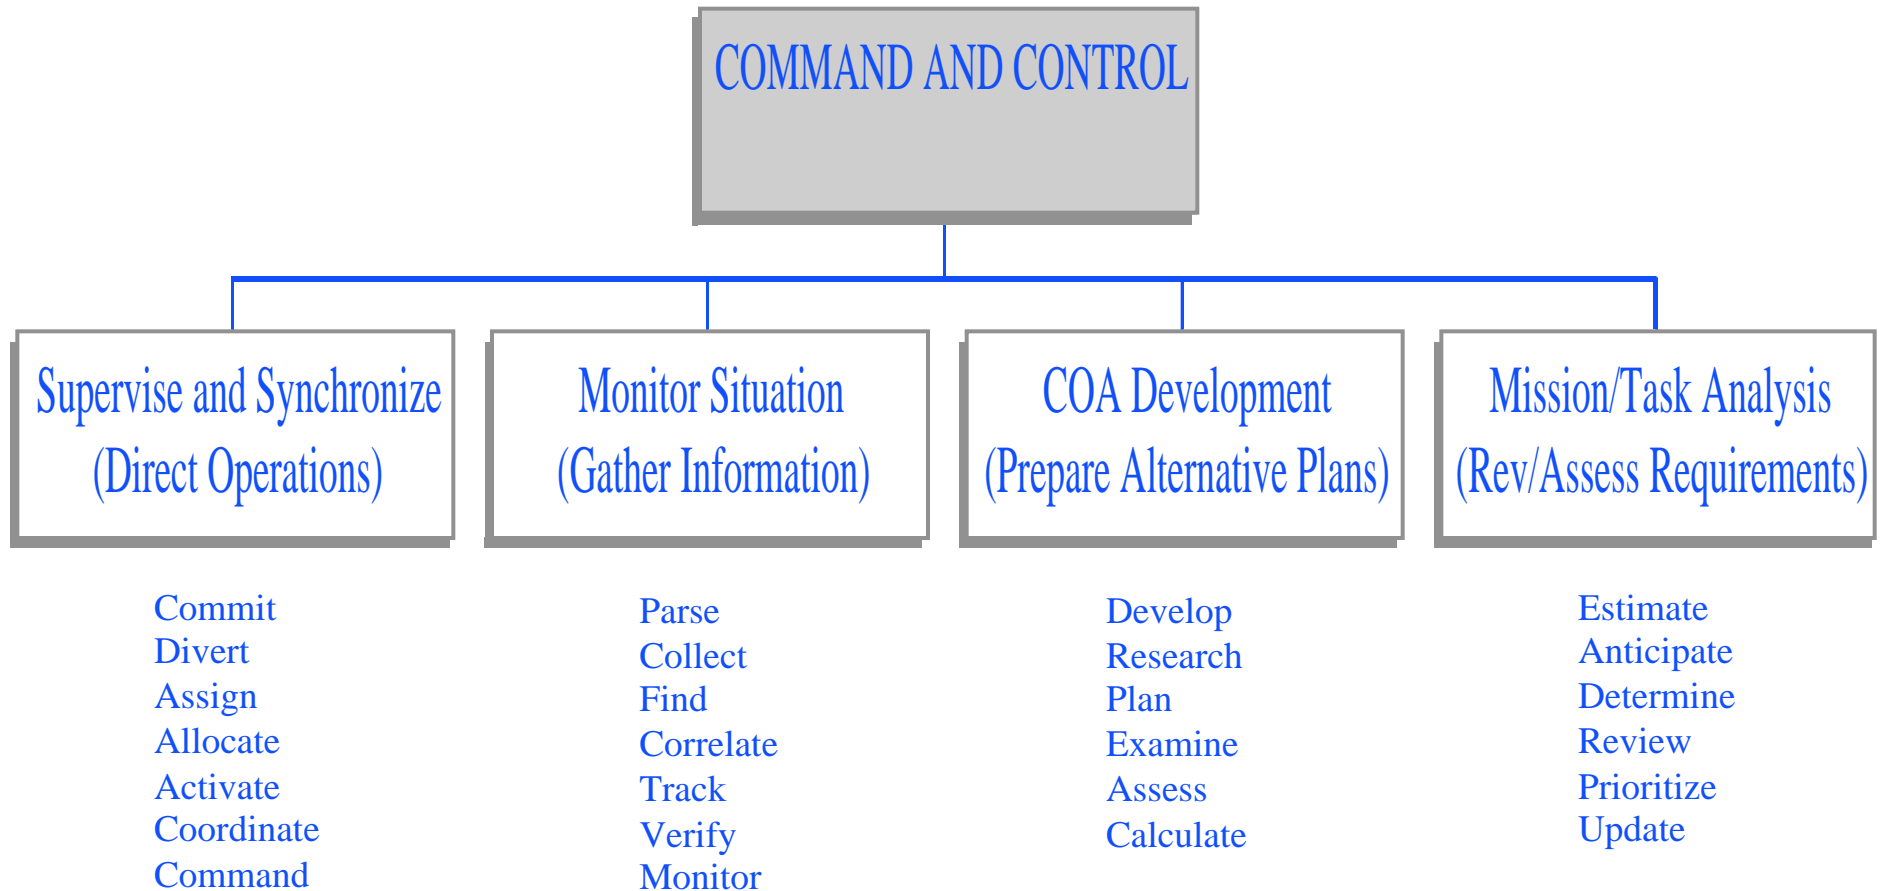 COMMAND AND CONTROL
Supervise and Synchronize
(Direct Operations)
Monitor Situation
(Gather Information)
COA Development
(Prepare Alternative Plans)
Mission/Task Analysis
(Rev/Assess Requirements)
Commit
Divert
Assign
Allocate
Activate
Coordinate
Command
Parse
Collect
Find
Correlate
Track
Verify
Monitor
Develop
Research
Plan
Examine
Assess
Calculate
Estimate
Anticipate
Determine
Review
Prioritize
Update